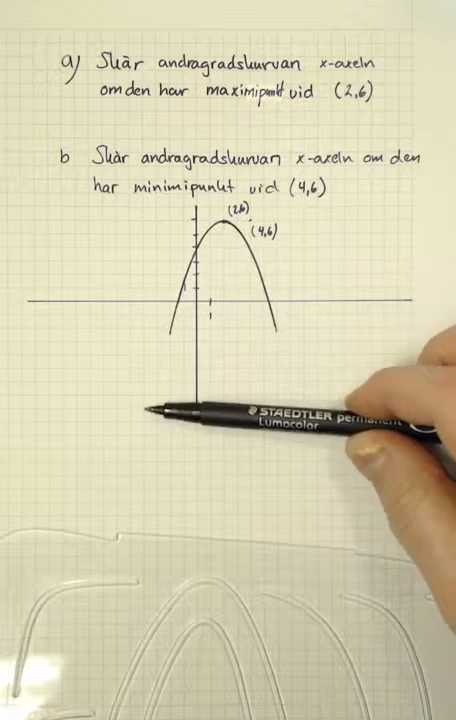 a) Skär andragradskurvan x-axeln
om den har maximipunkt vid (2,6)
b Skär andragradskurvan x-axeln om den
har minimipunkt vid (4,6)
(2,6)
(4,6)
STAEDTLER permanent
Lumocolor